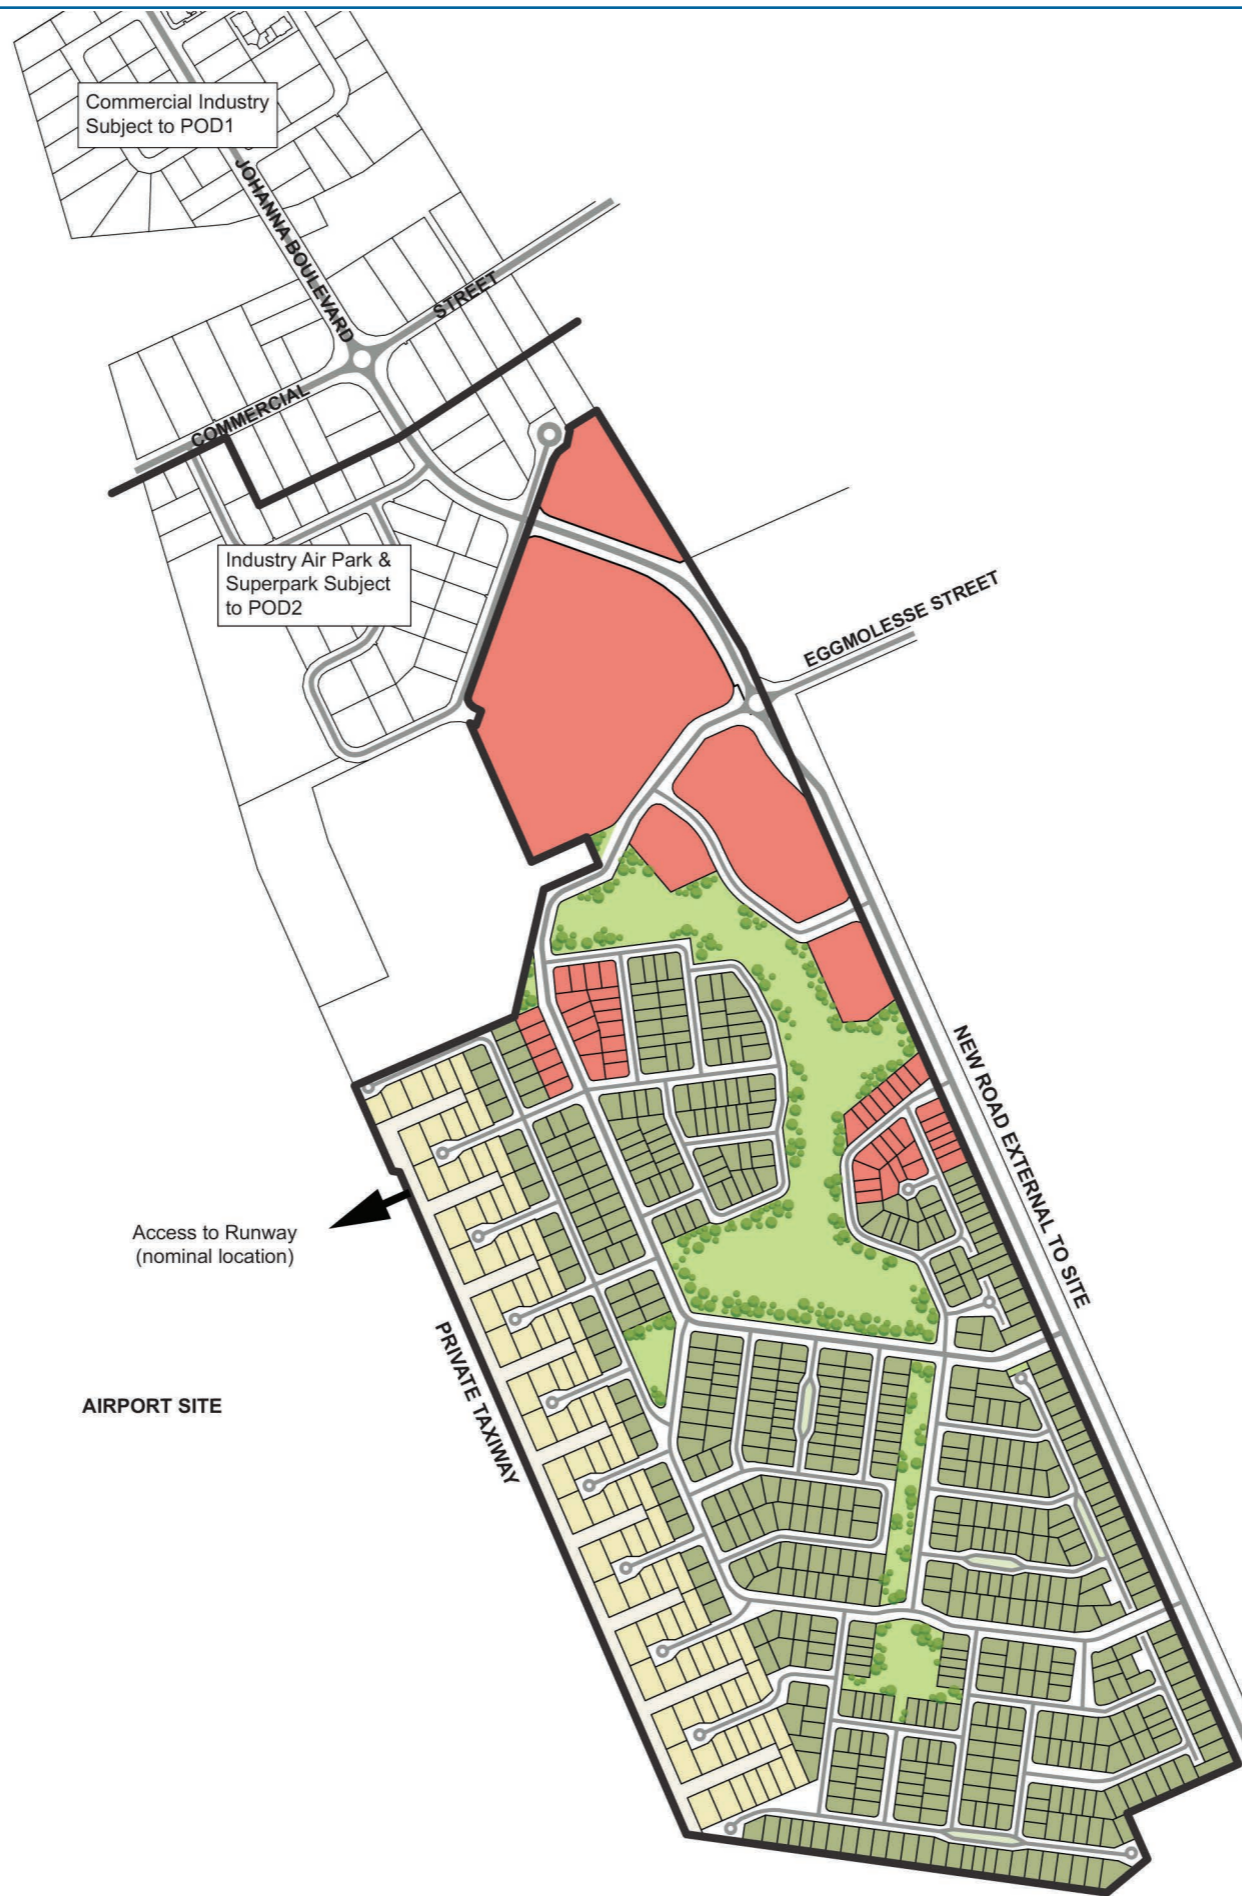 Commercial Industry
Subject to POD1
JOHANNA BOULEVARD
STREET
COMMERCIAL
Industry Air Park &
Superpark Subject
to POD2
EGGMOLESSE STREET
NEW ROAD EXTERNAL TO SITE
Access to Runway
(nominal location)
PRIVATE TAXIWAY
AIRPORT SITE